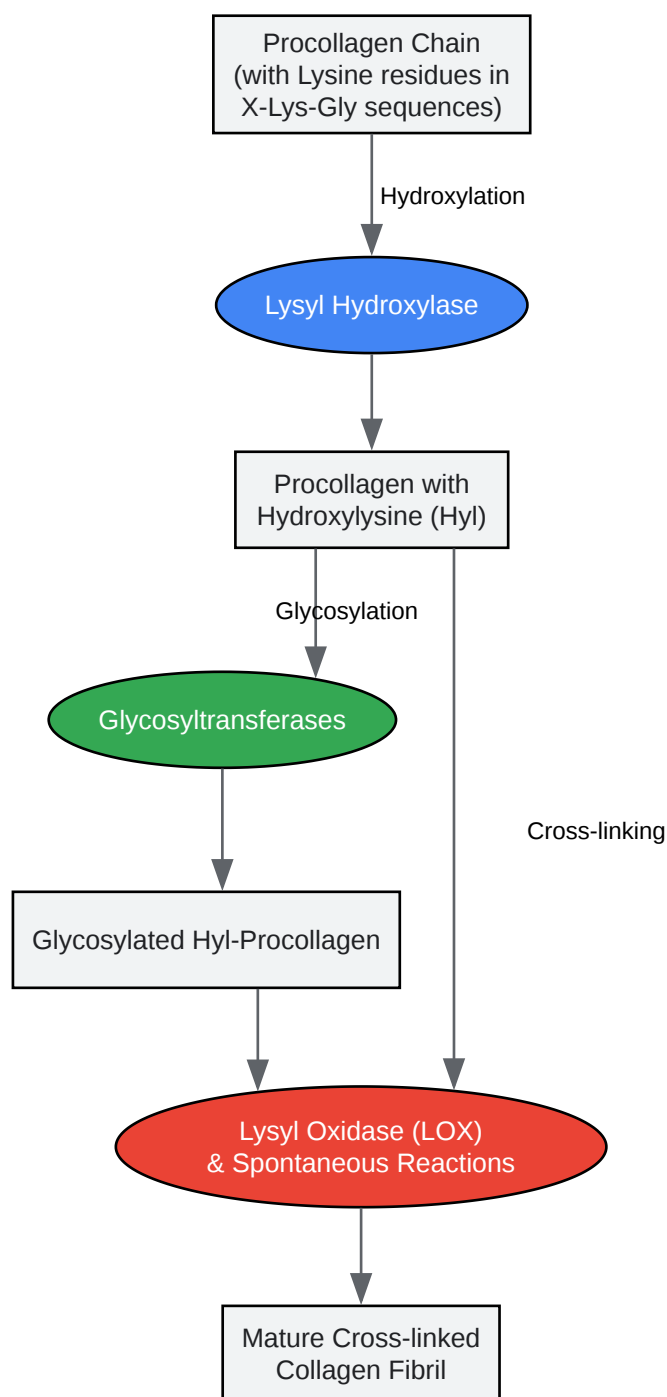 Procollagen Chain
(with Lysine residues in
X-Lys-Gly sequences)
Hydroxylation
Lysyl Hydroxylase
Procollagen with
Hydroxylysine (Hyl)
Glycosylation
Glycosyltransferases
Cross-linking
Glycosylated Hyl-Procollagen
Lysyl Oxidase (LOX)
& Spontaneous Reactions
Mature Cross-linked
Collagen Fibril